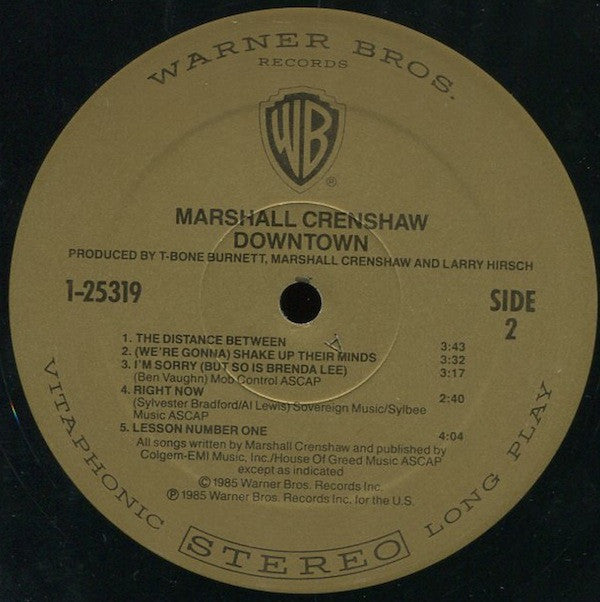 WARNER BROS.
RECORDS
WB
®
MARSHALL CRENSHAW
DOWNTOWN
PRODUCED BY T-BONE BURNETT, MARSHALL CRENSHAW AND LARRY HIRSCH
1-25319
SIDE
2
1. THE DISTANCE BETWEEN 3:43
2. (WE'RE GONNA) SHAKE UP THEIR MINDS 3:32
3. I'M SORRY (BUT SO IS BRENDA LEE) 3:17
(Ben Vaughn) Mob Control ASCAP
4. RIGHT NOW 2:40
(Sylvester Bradford/Al Lewis) Sovereign Music/Sylbee
Music ASCAP
5. LESSON NUMBER ONE 4:04
All songs written by Marshall Crenshaw and published by
Colgem-EMI Music, Inc./House Of Greed Music ASCAP
except as indicated
©1985 Warner Bros. Records Inc.
℗1985 Warner Bros. Records Inc. for the U.S.
VITAPHONIC STEREO LONG PLAY